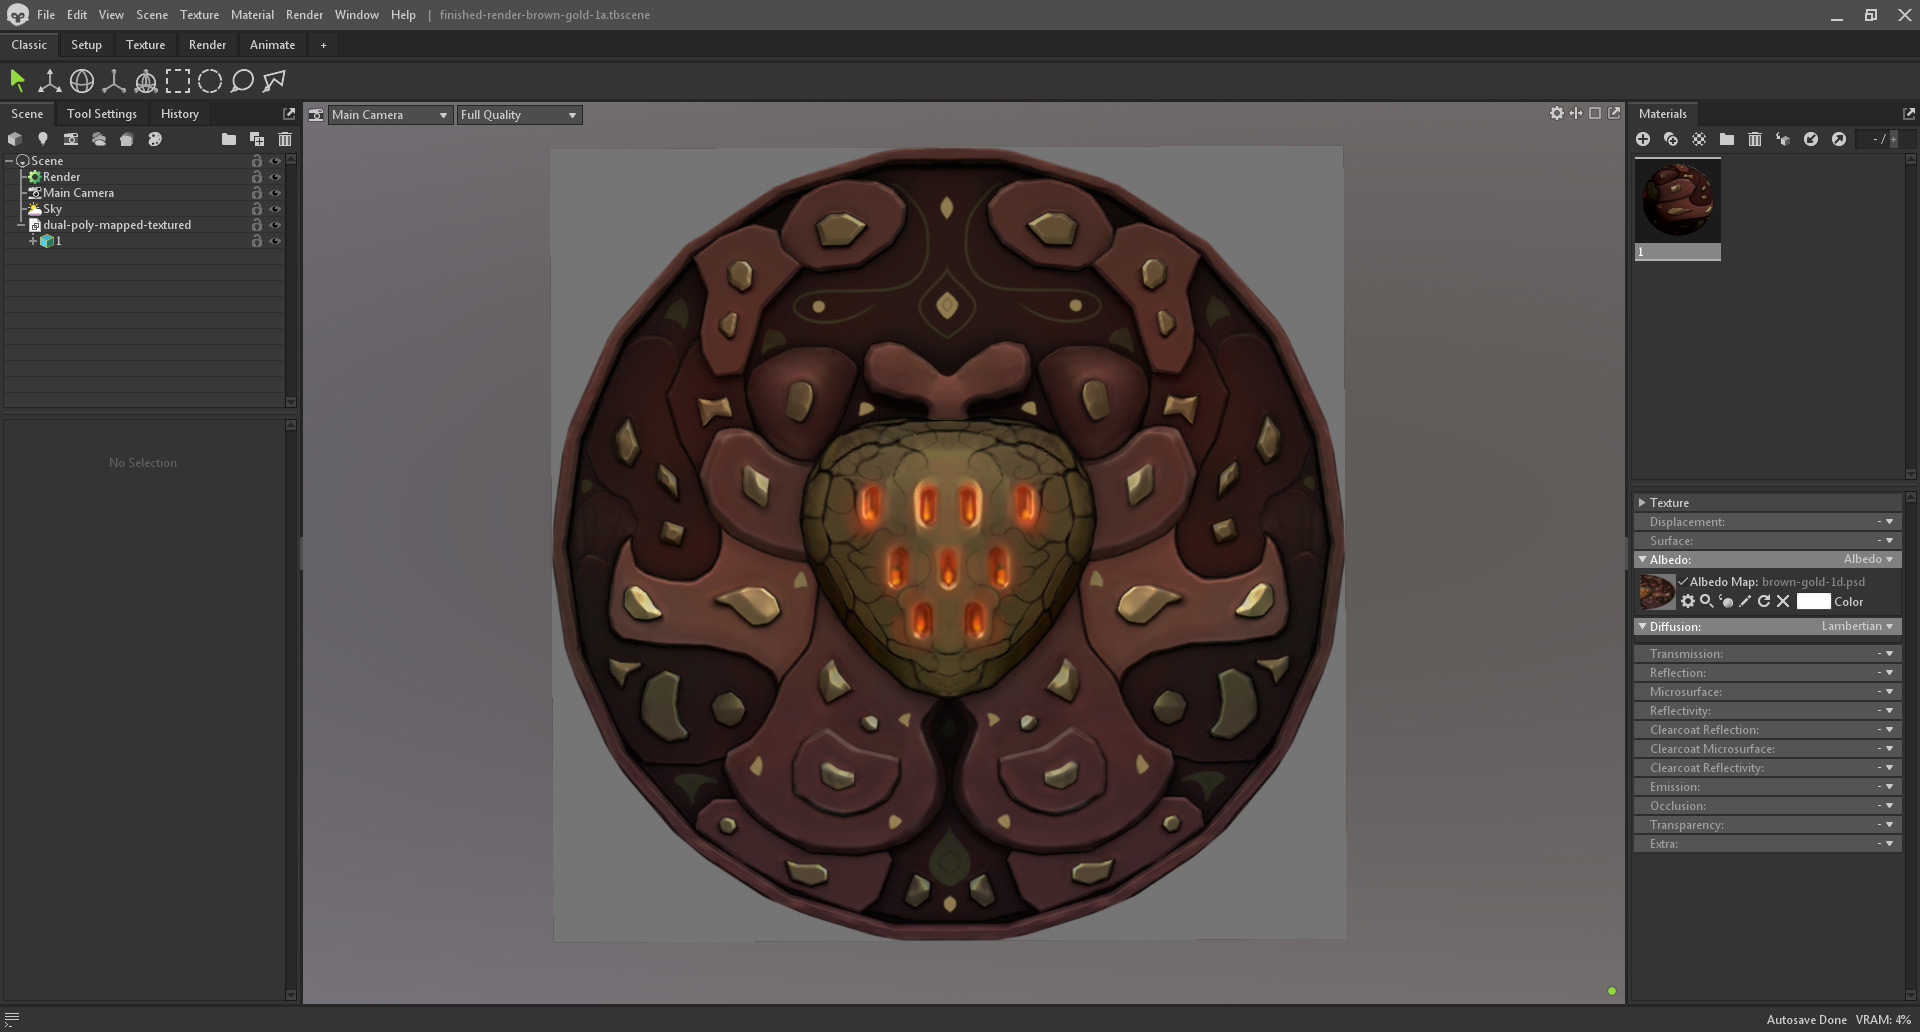 File Edit View Scene Texture Material Render Window Help | finished-render-brown-gold-1a.tbscene
Classic Setup Texture Render Animate +
Scene Tool Settings History
Main Camera Full Quality
Materials
- / +
Scene
Render
Main Camera
Sky
dual-poly-mapped-textured
1
No Selection
1
Texture
Displacement: -
Surface: -
Albedo: Albedo
Albedo Map: brown-gold-1d.psd
Color
Diffusion: Lambertian
Transmission: -
Reflection: -
Microsurface: -
Reflectivity: -
Clearcoat Reflection: -
Clearcoat Microsurface: -
Clearcoat Reflectivity: -
Emission: -
Occlusion: -
Transparency: -
Extra: -
Autosave Done VRAM: 4%